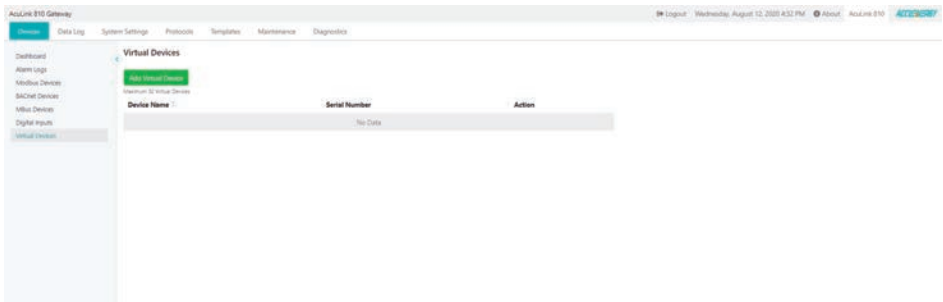 AcuLink 810 Gateway
Logout Wednesday, August 12, 2020 4:32 PM About AcuLink 810 ACCUENERGY
Devices Data Log System Settings Protocols Templates Maintenance Diagnostics
Dashboard
Alarm Logs
Modbus Devices
BACnet Devices
MBus Devices
Digital Inputs
Virtual Devices
Virtual Devices
Add Virtual Device
Maximum 32 Virtual Devices
Device Name Serial Number Action
No Data